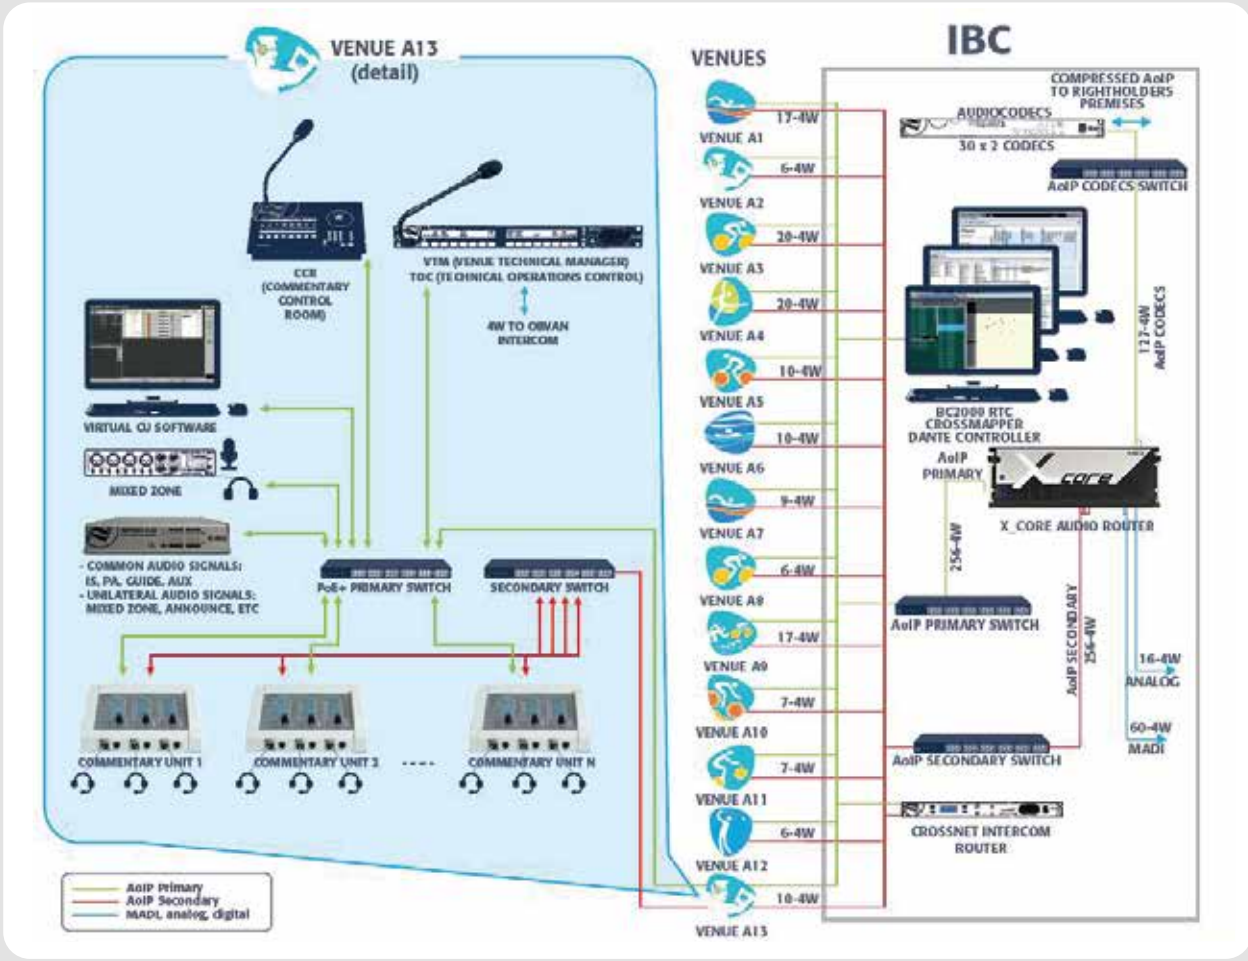 VENUE A13
(detail)
CCR
(COMMENTARY
CONTROL
ROOM)
VTM (VENUE TECHNICAL MANAGER)
TOC (TECHNICAL OPERATIONS CONTROL)
4W TO OBVAN
INTERCOM
VIRTUAL CU SOFTWARE
MIXED ZONE
- COMMON AUDIO SIGNALS:
IS, PA, GUIDE, AUX
- UNILATERAL AUDIO SIGNALS:
MIXED ZONE, ANNOUNCE, ETC
PoE+ PRIMARY SWITCH
SECONDARY SWITCH
COMMENTARY UNIT 1
COMMENTARY UNIT 2
----
COMMENTARY UNIT N
AoIP Primary
AoIP Secondary
MADI, analog, digital
VENUES
17-4W
VENUE A1
6-4W
VENUE A2
20-4W
VENUE A3
20-4W
VENUE A4
10-4W
VENUE A5
10-4W
VENUE A6
9-4W
VENUE A7
6-4W
VENUE A8
17-4W
VENUE A9
7-4W
VENUE A10
7-4W
VENUE A11
6-4W
VENUE A12
10-4W
VENUE A13
IBC
COMPRESSED AoIP
TO RIGHTHOLDERS
PREMISES
AUDIOCODECS
30 x 2 CODECS
AoIP CODECS SWITCH
127-4W
AoIP CODECS
BC2000 RTC
CROSSMAPPER
DANTE CONTROLLER
AoIP
PRIMARY
X core
X_CORE AUDIO ROUTER
256-4W
AoIP PRIMARY SWITCH
AoIP SECONDARY
256-4W
16-4W
ANALOG
60-4W
MADI
AoIP SECONDARY SWITCH
CROSSNET INTERCOM
ROUTER